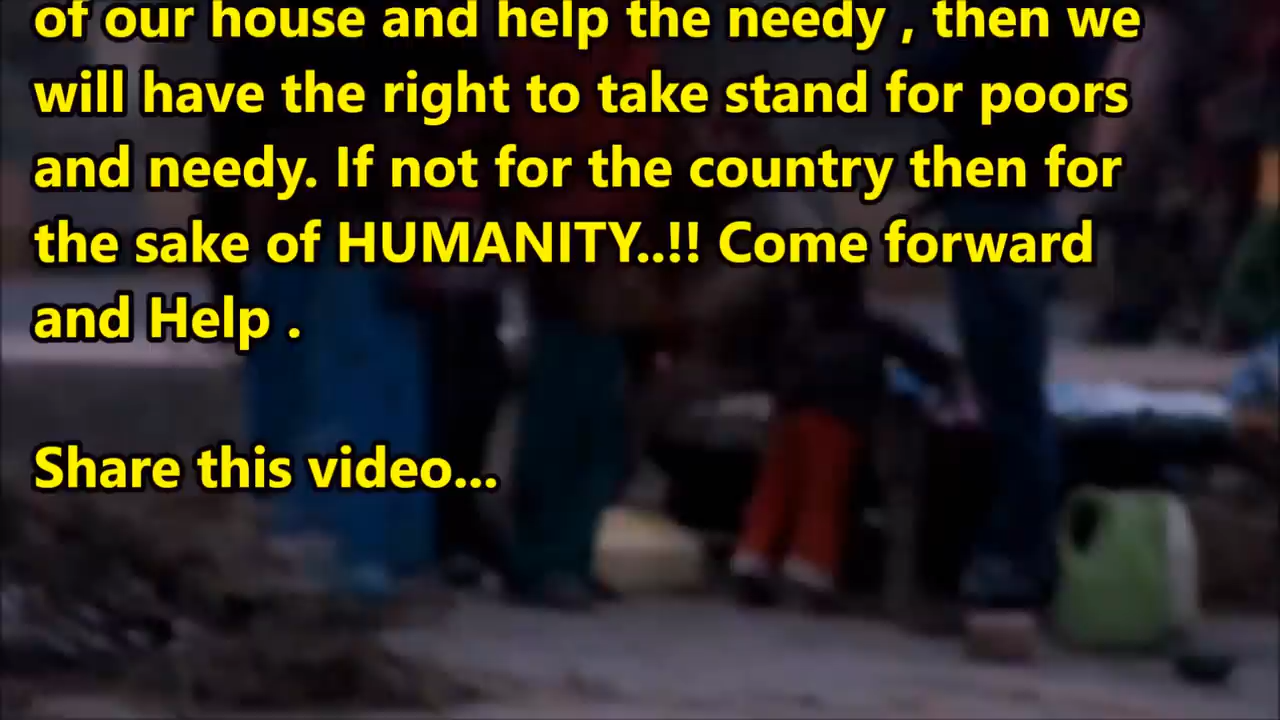 of our house and help the needy , then we
will have the right to take stand for poors
and needy. If not for the country then for
the sake of HUMANITY..!! Come forward
and Help .
Share this video...